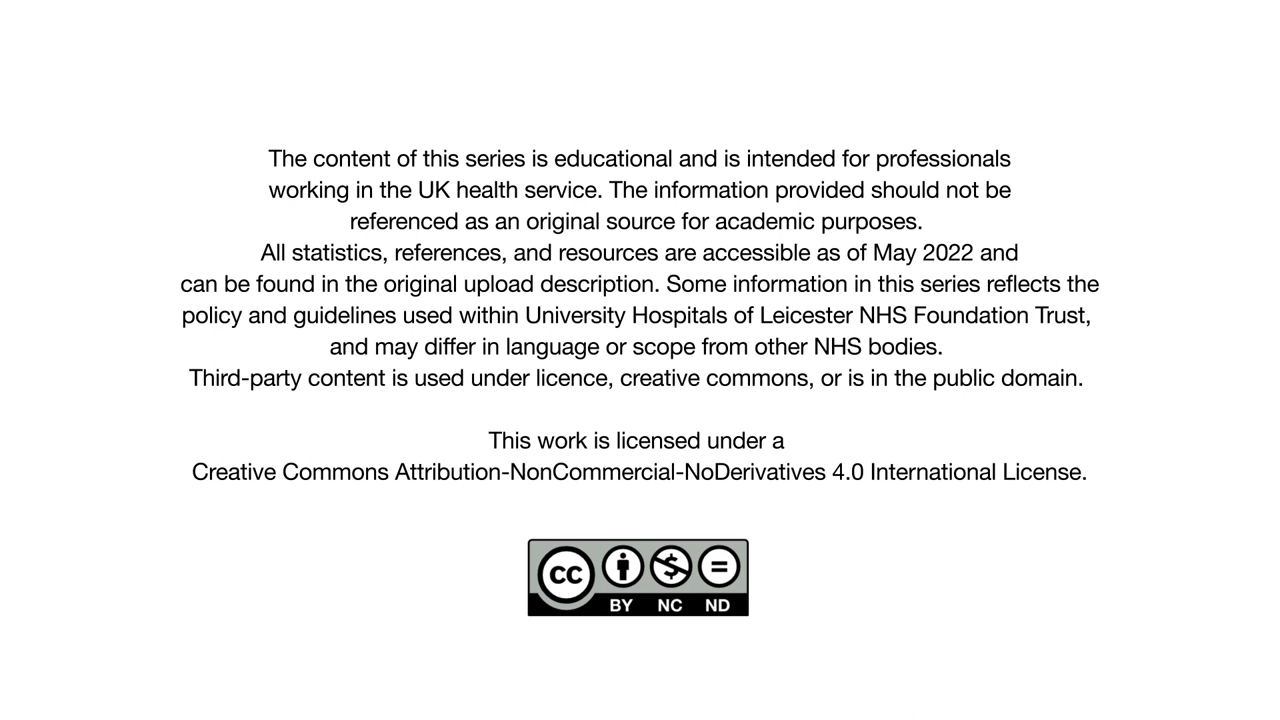 The content of this series is educational and is intended for professionals
working in the UK health service. The information provided should not be
referenced as an original source for academic purposes.
All statistics, references, and resources are accessible as of May 2022 and
can be found in the original upload description. Some information in this series reflects the
policy and guidelines used within University Hospitals of Leicester NHS Foundation Trust,
and may differ in language or scope from other NHS bodies.
Third-party content is used under licence, creative commons, or is in the public domain.
This work is licensed under a
Creative Commons Attribution-NonCommercial-NoDerivatives 4.0 International License.
CC $ =
BY NC ND